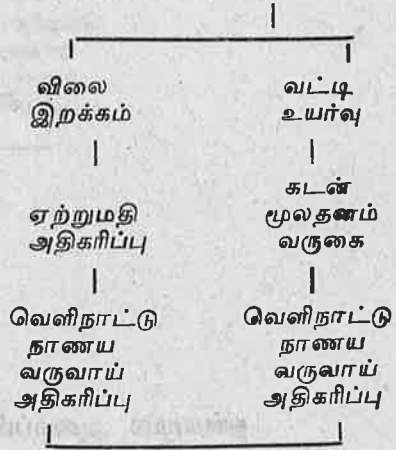 விலை
இறக்கம்
ஏற்றுமதி
அதிகரிப்பு
வெளிநாட்டு
நாணய
வருவாய்
அதிகரிப்பு
வட்டி
உயர்வு
கடன்
மூலதனம்
வருகை
வெளிநாட்டு
நாணய
வருவாய்
அதிகரிப்பு